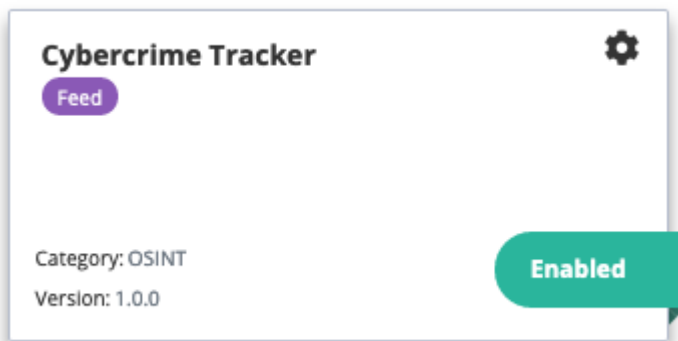 Cybercrime Tracker
Feed
Category: OSINT
Enabled
Version: 1.0.0